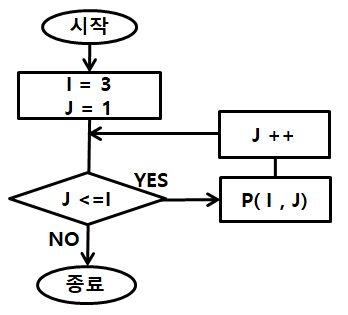 시작
I = 3
J = 1
J ++
YES
J <=I
P( I , J)
NO
종료